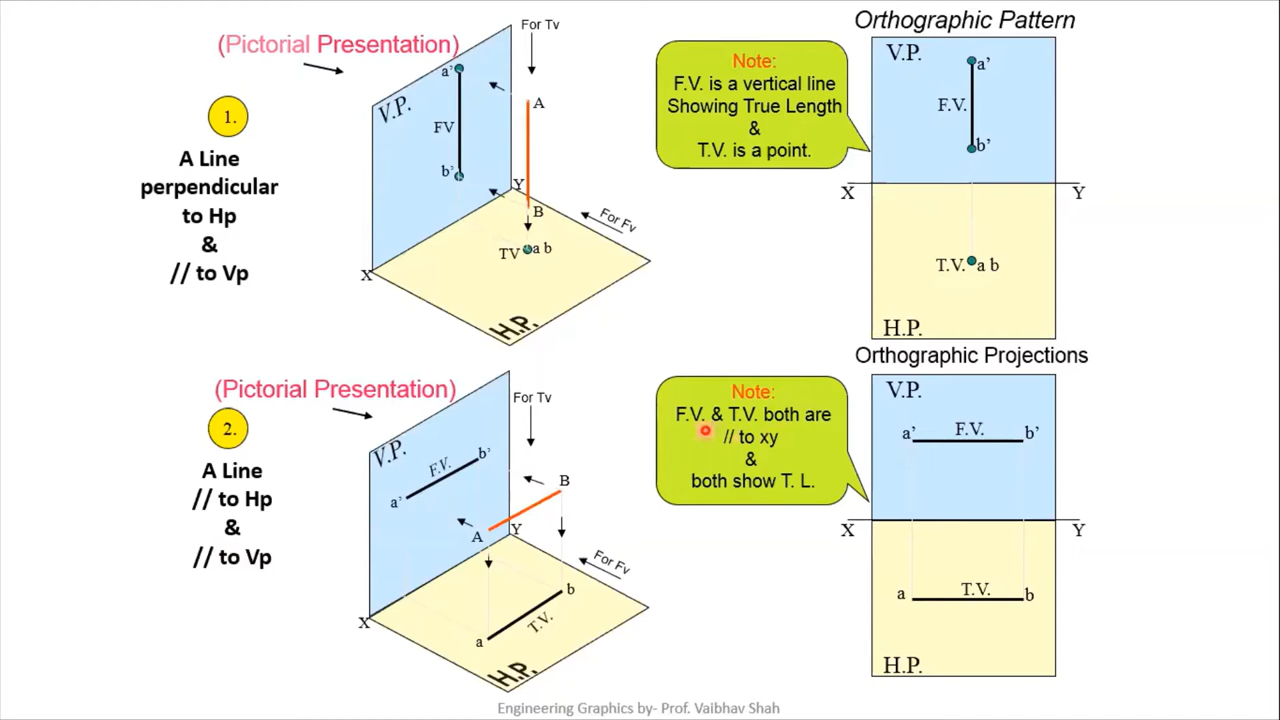 (Pictorial Presentation)
1.
A Line
perpendicular
to Hp
&
// to Vp
V.P.
a’
FV
b’
For Tv
A
Y
B
For Fv
TV
a b
X
H.P.
Note:
F.V. is a vertical line
Showing True Length
&
T.V. is a point.
Orthographic Pattern
V.P.
a’
F.V.
b’
X
Y
T.V.
a b
H.P.
(Pictorial Presentation)
2.
A Line
// to Hp
&
// to Vp
V.P.
F.V.
b’
a’
For Tv
B
A
Y
For Fv
b
T.V.
a
X
H.P.
Note:
F.V. & T.V. both are
// to xy
&
both show T. L.
Orthographic Projections
V.P.
a’
F.V.
b’
X
Y
a
T.V.
b
H.P.
Engineering Graphics by- Prof. Vaibhav Shah